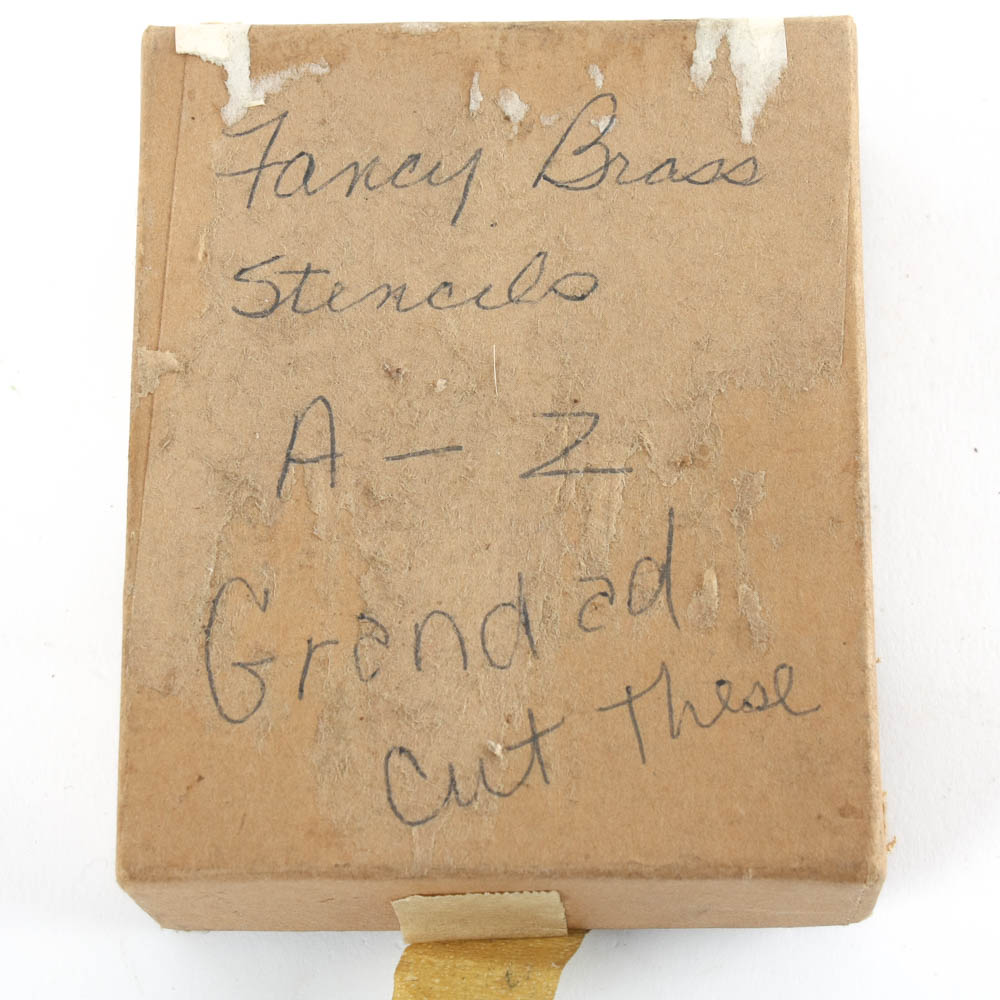 Fancy Brass
Stencils
A - Z
Grandad
cut these